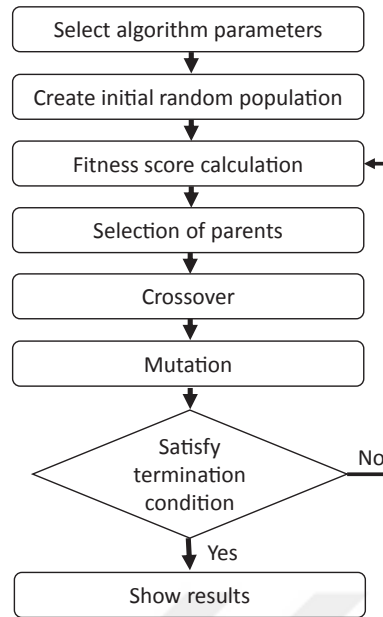 Select algorithm parameters
Create initial random population
Fitness score calculation
Selection of parents
Crossover
Mutation
Satisfy
termination
condition
No
Yes
Show results